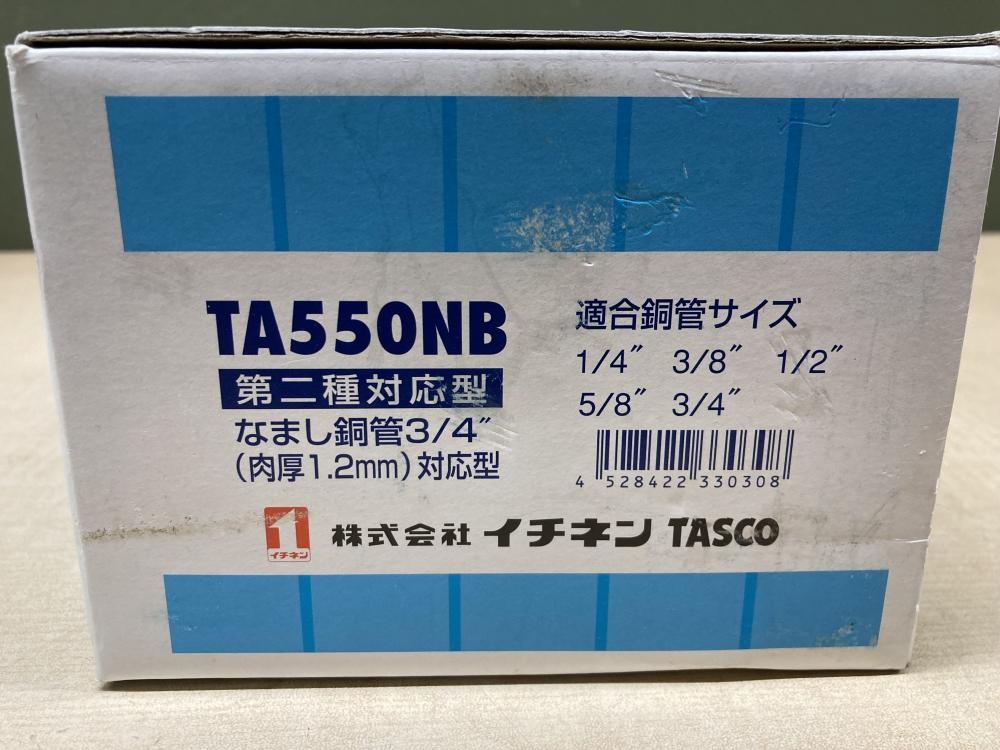 TA550NB
第二種対応型
なまし銅管3/4″
(肉厚1.2mm)対応型
適合銅管サイズ
1/4″ 3/8″ 1/2″
5/8″ 3/4″
4 528422 330308
1
イチネン
株式会社 イチネン TASCO